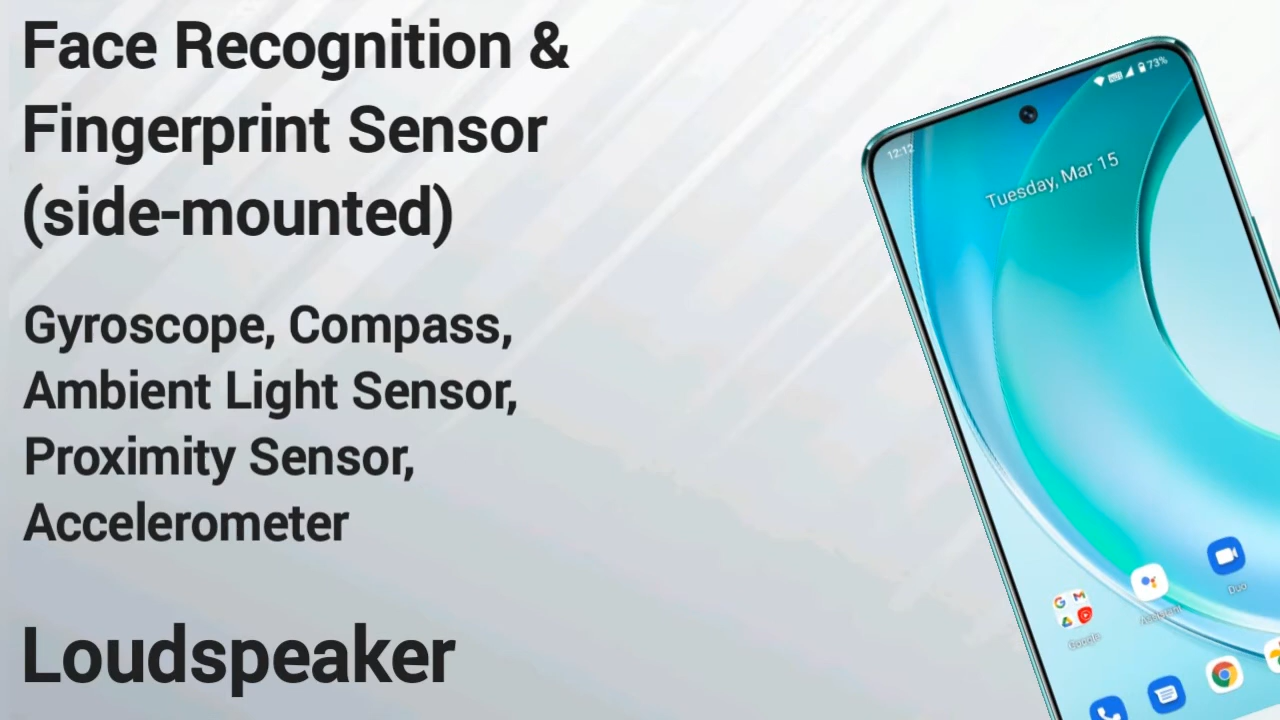 Face Recognition &
Fingerprint Sensor
(side-mounted)
Gyroscope, Compass,
Ambient Light Sensor,
Proximity Sensor,
Accelerometer
Loudspeaker
73%
12:12
Tuesday, Mar 15
Google
Assistant
Duo